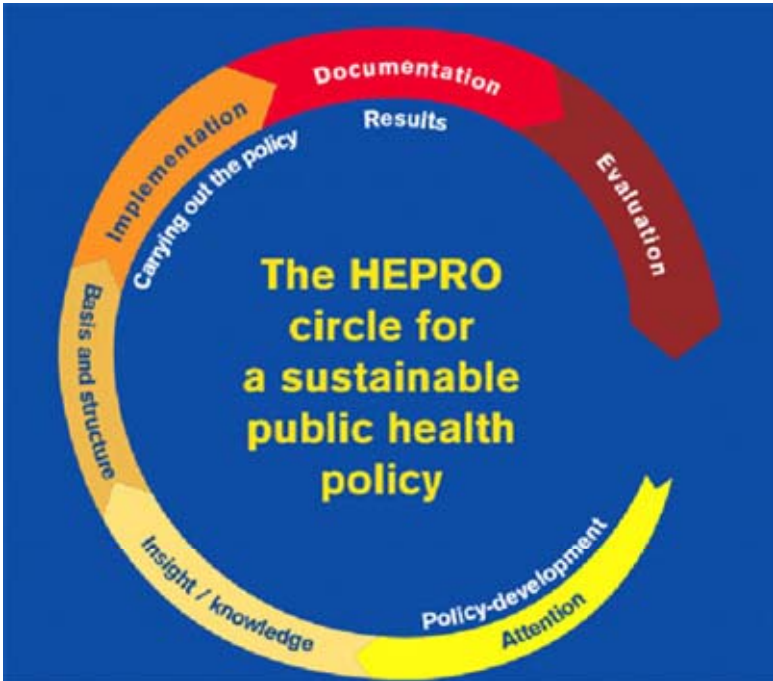 Documentation
Results
Evaluation
Implementation
Carrying out the policy
Basis and structure
Insight / knowledge
Policy-development
Attention
The HEPRO
circle for
a sustainable
public health
policy